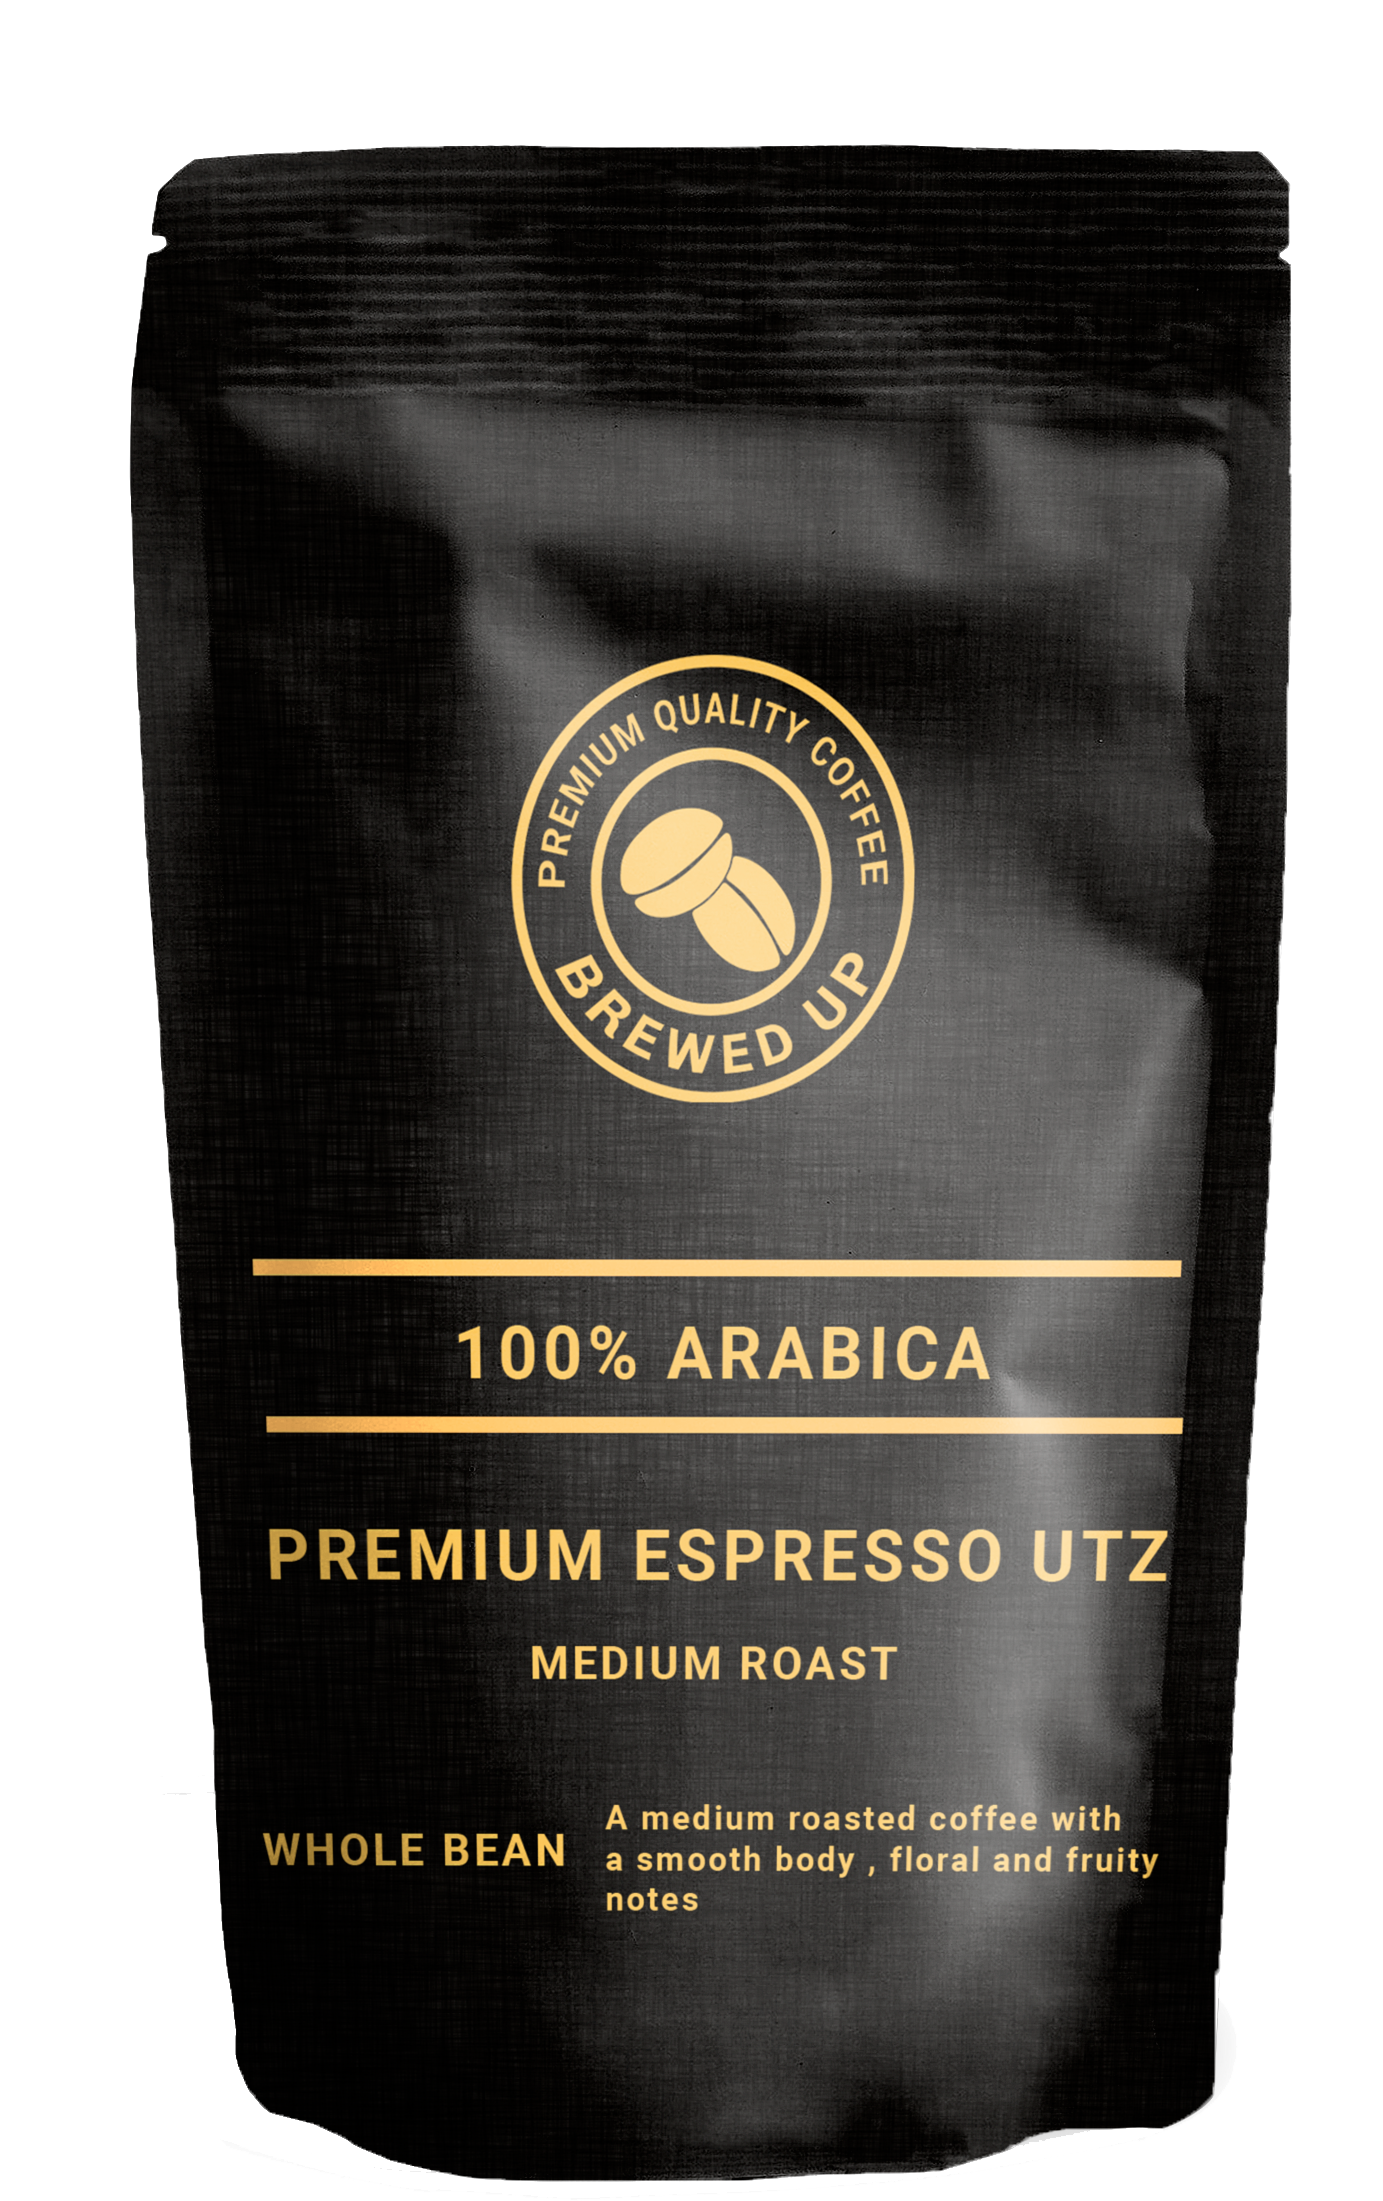 PREMIUM QUALITY COFFEE
BREWED UP
100% ARABICA
PREMIUM ESPRESSO UTZ
MEDIUM ROAST
WHOLE BEAN
A medium roasted coffee with
a smooth body , floral and fruity
notes